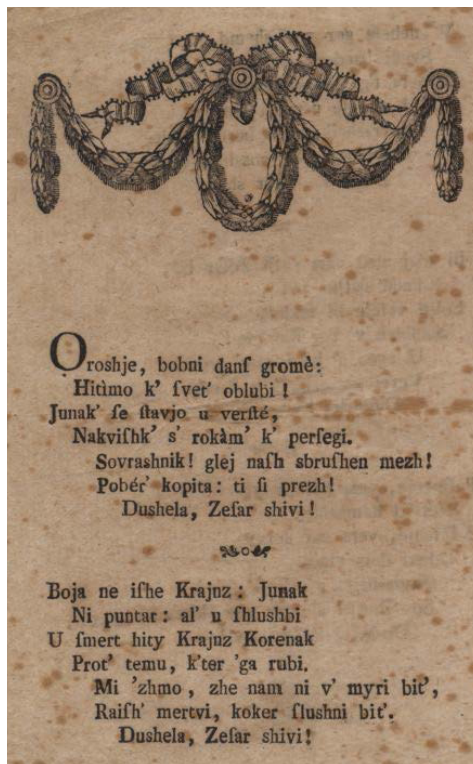 Oroshje, bobni danſ gromè:
Hitìmo k' ſvet' oblubi!
Junak' ſe ſtavjo u verſté,
Nakviſhk' s' rokàm' k' perſegi.
Sovrashnik! glej naſh sbruſhen mezh!
Pobér' kopita: ti ſi prezh!
Dushela, Zeſar shivi!
Boja ne iſhe Krajnz: Junak
Ni puntar: al' u ſhlushbi
U ſmert hity Krajnz Korenak
Prot' temu, k'ter 'ga rubi.
Mi 'zhmo, zhe nam ni v' myri bit',
Raiſh' mertvi, koker ſlushni bit'.
Dushela, Zeſar shivi!